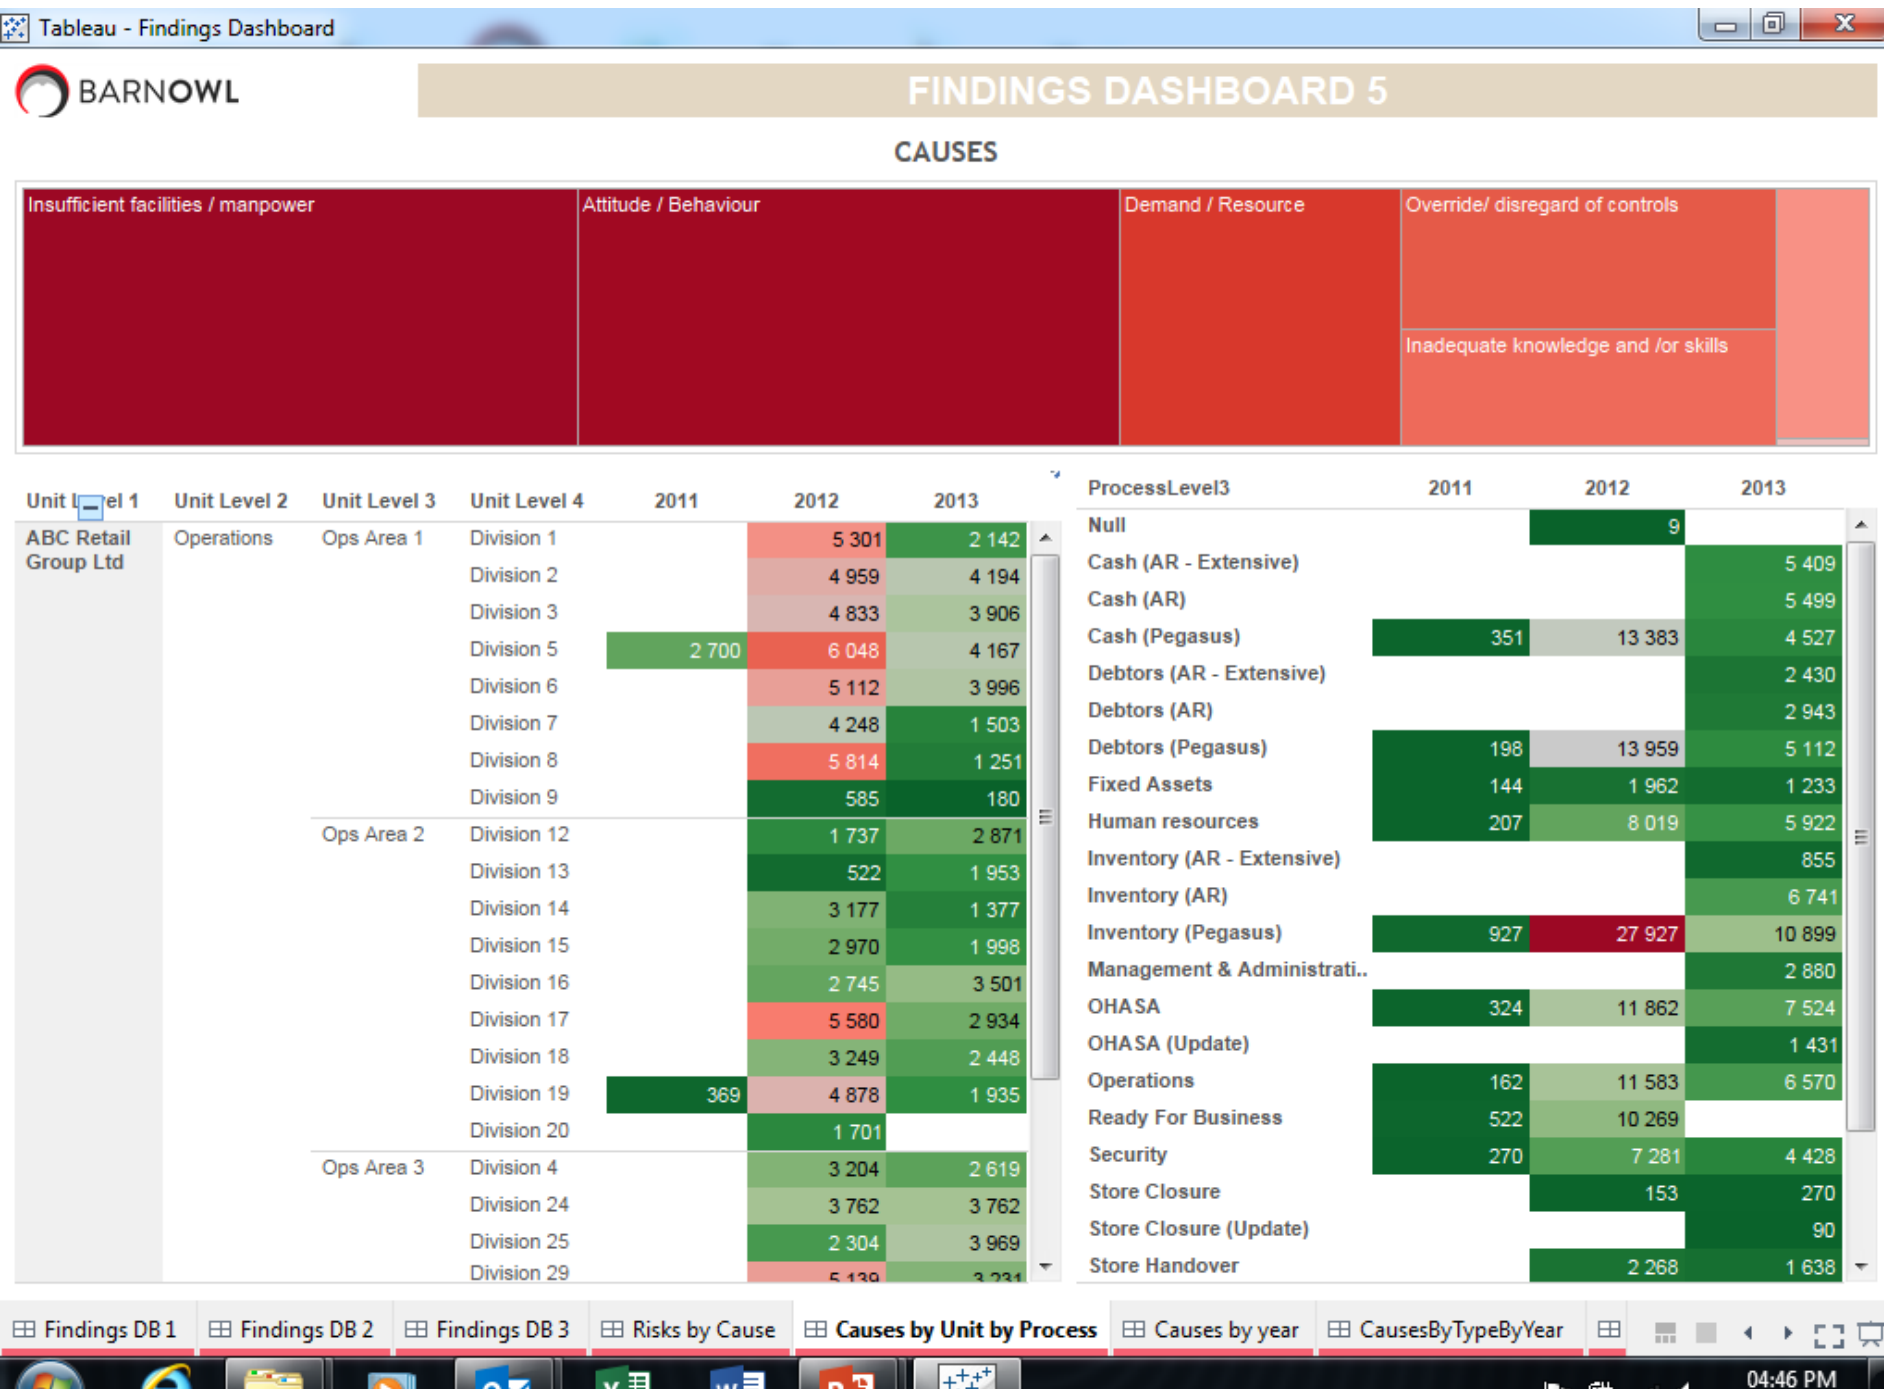 Tableau - Findings Dashboard
BARNOWL
FINDINGS DASHBOARD 5
CAUSES
Insufficient facilities / manpower
Attitude / Behaviour
Demand / Resource
Override/ disregard of controls
Inadequate knowledge and /or skills
Unit Level 1 Unit Level 2 Unit Level 3 Unit Level 4 2011 2012 2013
ABC Retail Group Ltd Operations Ops Area 1 Division 1 5 301 2 142
Division 2 4 959 4 194
Division 3 4 833 3 906
Division 5 2 700 6 048 4 167
Division 6 5 112 3 996
Division 7 4 248 1 503
Division 8 5 814 1 251
Division 9 585 180
Ops Area 2 Division 12 1 737 2 871
Division 13 522 1 953
Division 14 3 177 1 377
Division 15 2 970 1 998
Division 16 2 745 3 501
Division 17 5 580 2 934
Division 18 3 249 2 448
Division 19 369 4 878 1 935
Division 20 1 701
Ops Area 3 Division 4 3 204 2 619
Division 24 3 762 3 762
Division 25 2 304 3 969
Division 29 5 139 3 231
ProcessLevel3 2011 2012 2013
Null 9
Cash (AR - Extensive) 5 409
Cash (AR) 5 499
Cash (Pegasus) 351 13 383 4 527
Debtors (AR - Extensive) 2 430
Debtors (AR) 2 943
Debtors (Pegasus) 198 13 959 5 112
Fixed Assets 144 1 962 1 233
Human resources 207 8 019 5 922
Inventory (AR - Extensive) 855
Inventory (AR) 6 741
Inventory (Pegasus) 927 27 927 10 899
Management & Administrati.. 2 880
OHASA 324 11 862 7 524
OHASA (Update) 1 431
Operations 162 11 583 6 570
Ready For Business 522 10 269
Security 270 7 281 4 428
Store Closure 153 270
Store Closure (Update) 90
Store Handover 2 268 1 638
Findings DB 1 Findings DB 2 Findings DB 3 Risks by Cause Causes by Unit by Process Causes by year CausesByTypeByYear
04:46 PM